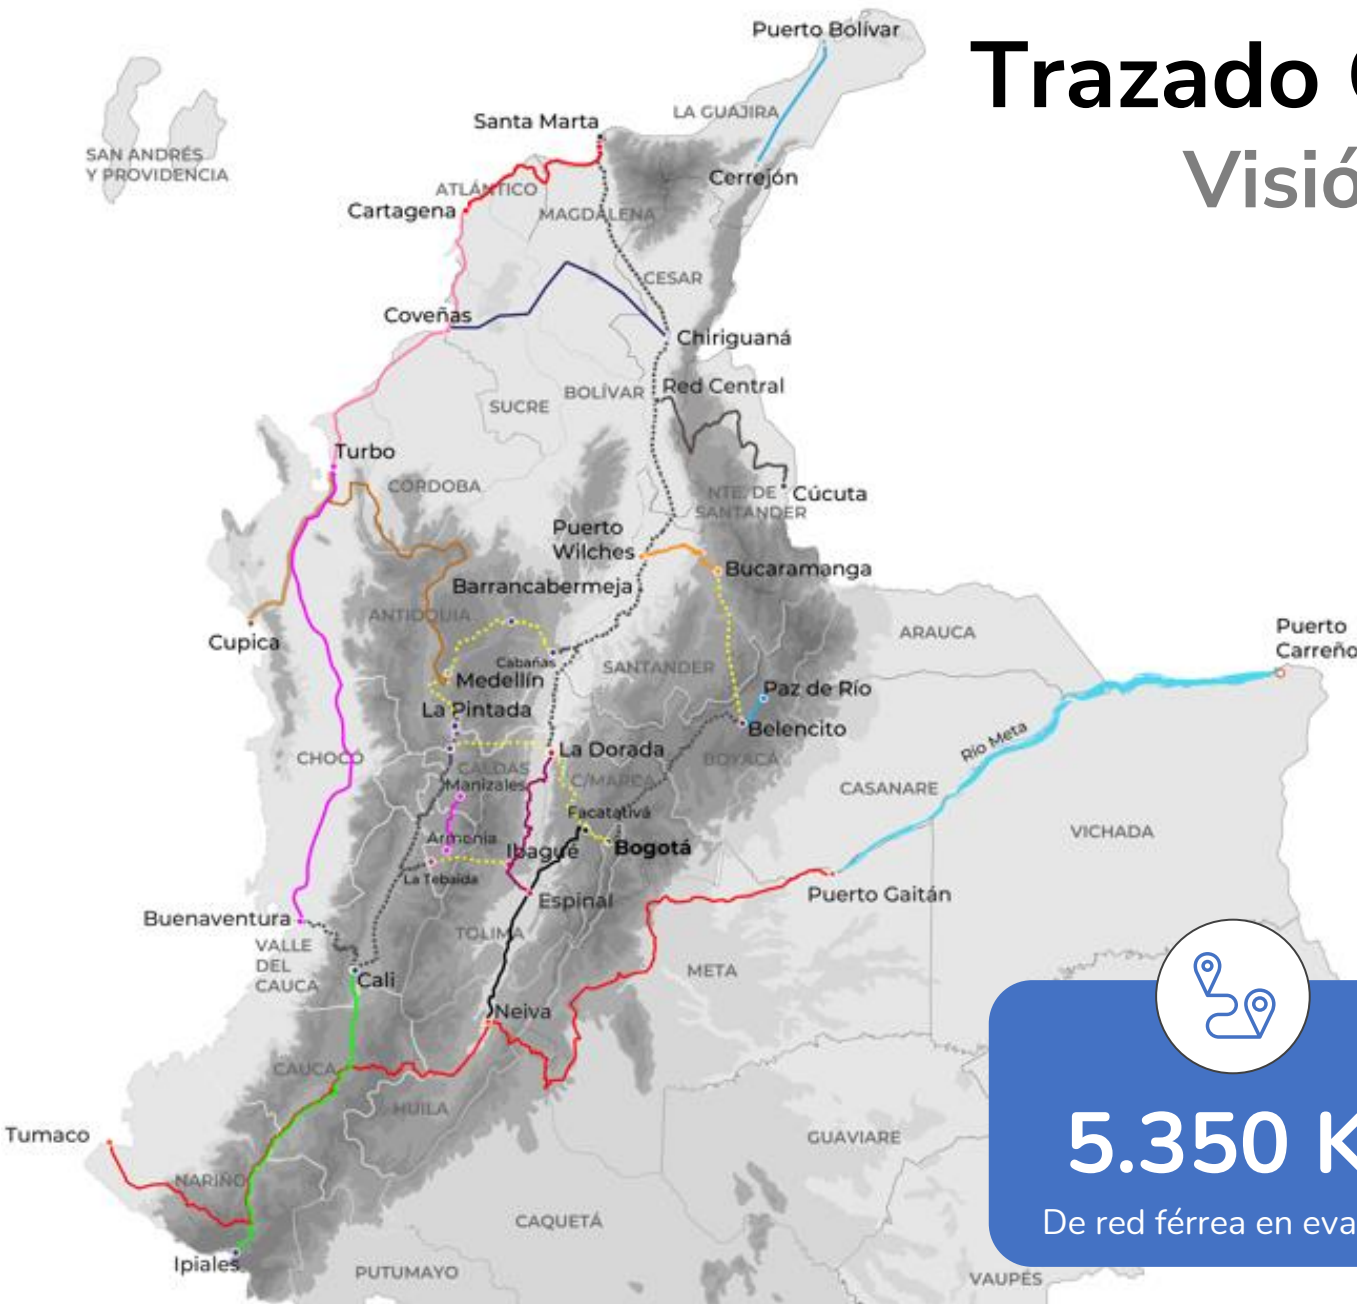 Puerto Bolívar
Trazado
Visió
LA GUAJIRA
Santa Marta
SAN ANDRÉS
Y PROVIDENCIA
Cerrejón
ATLÁNTICO
Cartagena
MAGDALENA
CESAR
Coveñas
Chiriguaná
Red Central
BOLÍVAR
SUCRE
Turbo
CÓRDOBA
Cúcuta
NTE. DE
SANTANDER
Puerto
Wilches
Bucaramanga
Barrancabermeja
ANTIOQUIA
Cupica
ARAUCA
Puerto
Carreño
Cabañas
SANTANDER
Medellín
Paz de Río
La Pintada
Belencito
Río Meta
La Dorada
CHOCÓ
BOYACÁ
CALDAS
C/MARCA
Manizales
CASANARE
Facatativá
VICHADA
Armenia
Ibagué
Bogotá
La Tebaida
Puerto Gaitán
Espinal
Buenaventura
TOLIMA
VALLE
DEL
CAUCA
META
Cali
Neiva
CAUCA
HUILA
Tumaco
GUAVIARE
5.350 K
NARIÑO
CAQUETÁ
De red férrea en eva
Ipiales
PUTUMAYO
VAUPÉS